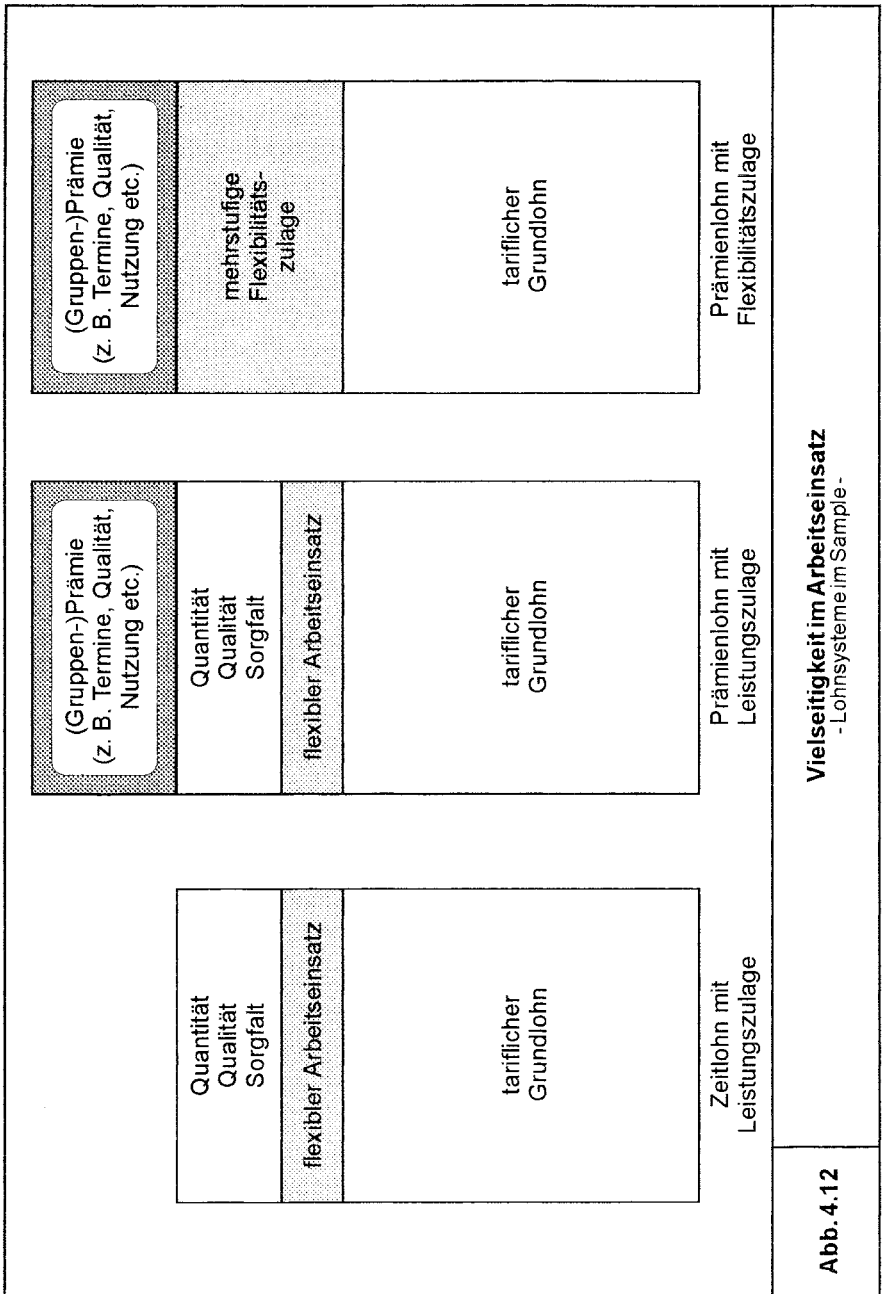 Quantität
Qualität
Sorgfalt
flexibler Arbeitseinsatz
tariflicher
Grundlohn
Zeitlohn mit
Leistungszulage
(Gruppen-)Prämie
(z. B. Termine, Qualität,
Nutzung etc.)
Quantität
Qualität
Sorgfalt
flexibler Arbeitseinsatz
tariflicher
Grundlohn
Prämienlohn mit
Leistungszulage
(Gruppen-)Prämie
(z. B. Termine, Qualität,
Nutzung etc.)
mehrstufige
Flexibilitäts-
zulage
tariflicher
Grundlohn
Prämienlohn mit
Flexibilitätszulage
Abb. 4.12
Vielseitigkeit im Arbeitseinsatz
- Lohnsysteme im Sample -